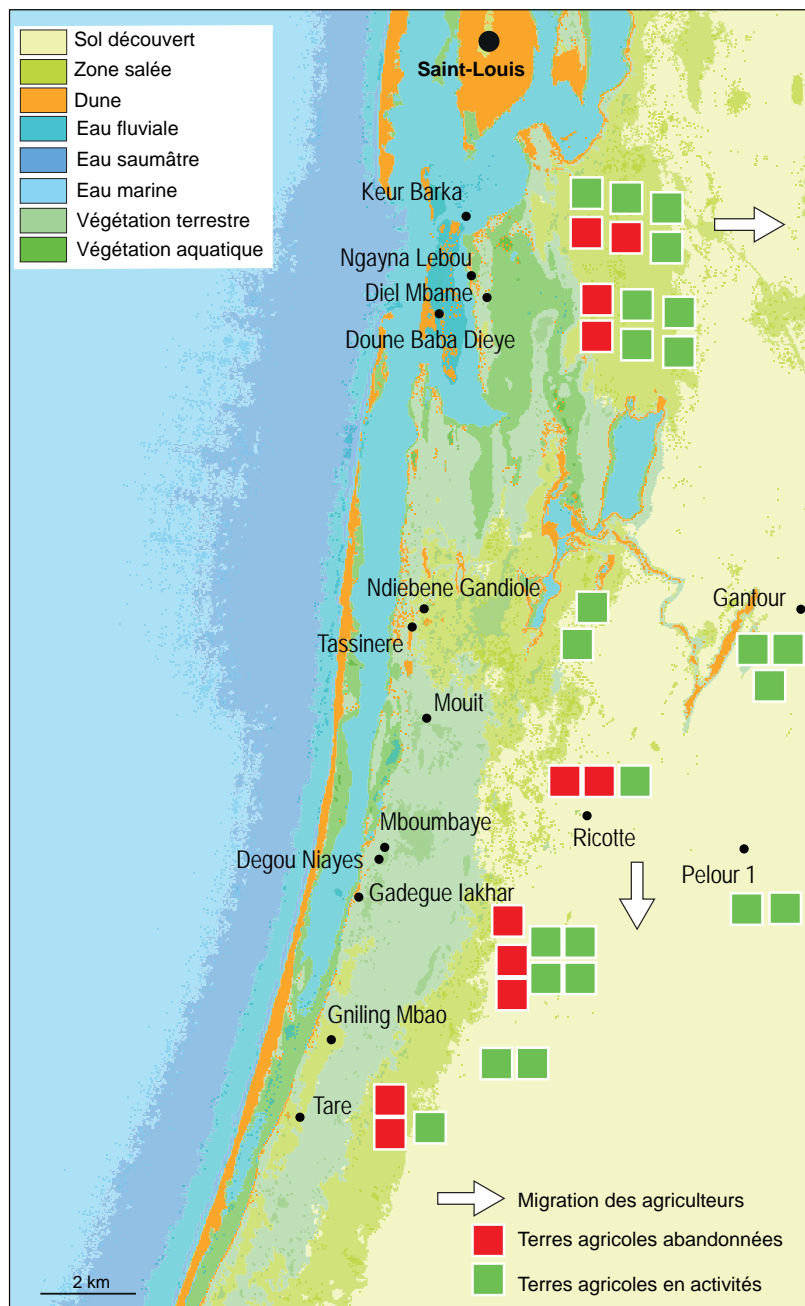 Sol découvert
Zone salée
Dune
Eau fluviale
Eau saumâtre
Eau marine
Végétation terrestre
Végétation aquatique
Saint-Louis
Keur Barka
Ngayna Lebou
Diel Mbame
Doune Baba Dieye
Ndiebene Gandiole
Gantour
Tassinere
Mouit
Mboumbaye
Ricotte
Degou Niayes
Pelour 1
Gadegue Iakhar
Gniling Mbao
Tare
Migration des agriculteurs
Terres agricoles abandonnées
Terres agricoles en activités
2 km